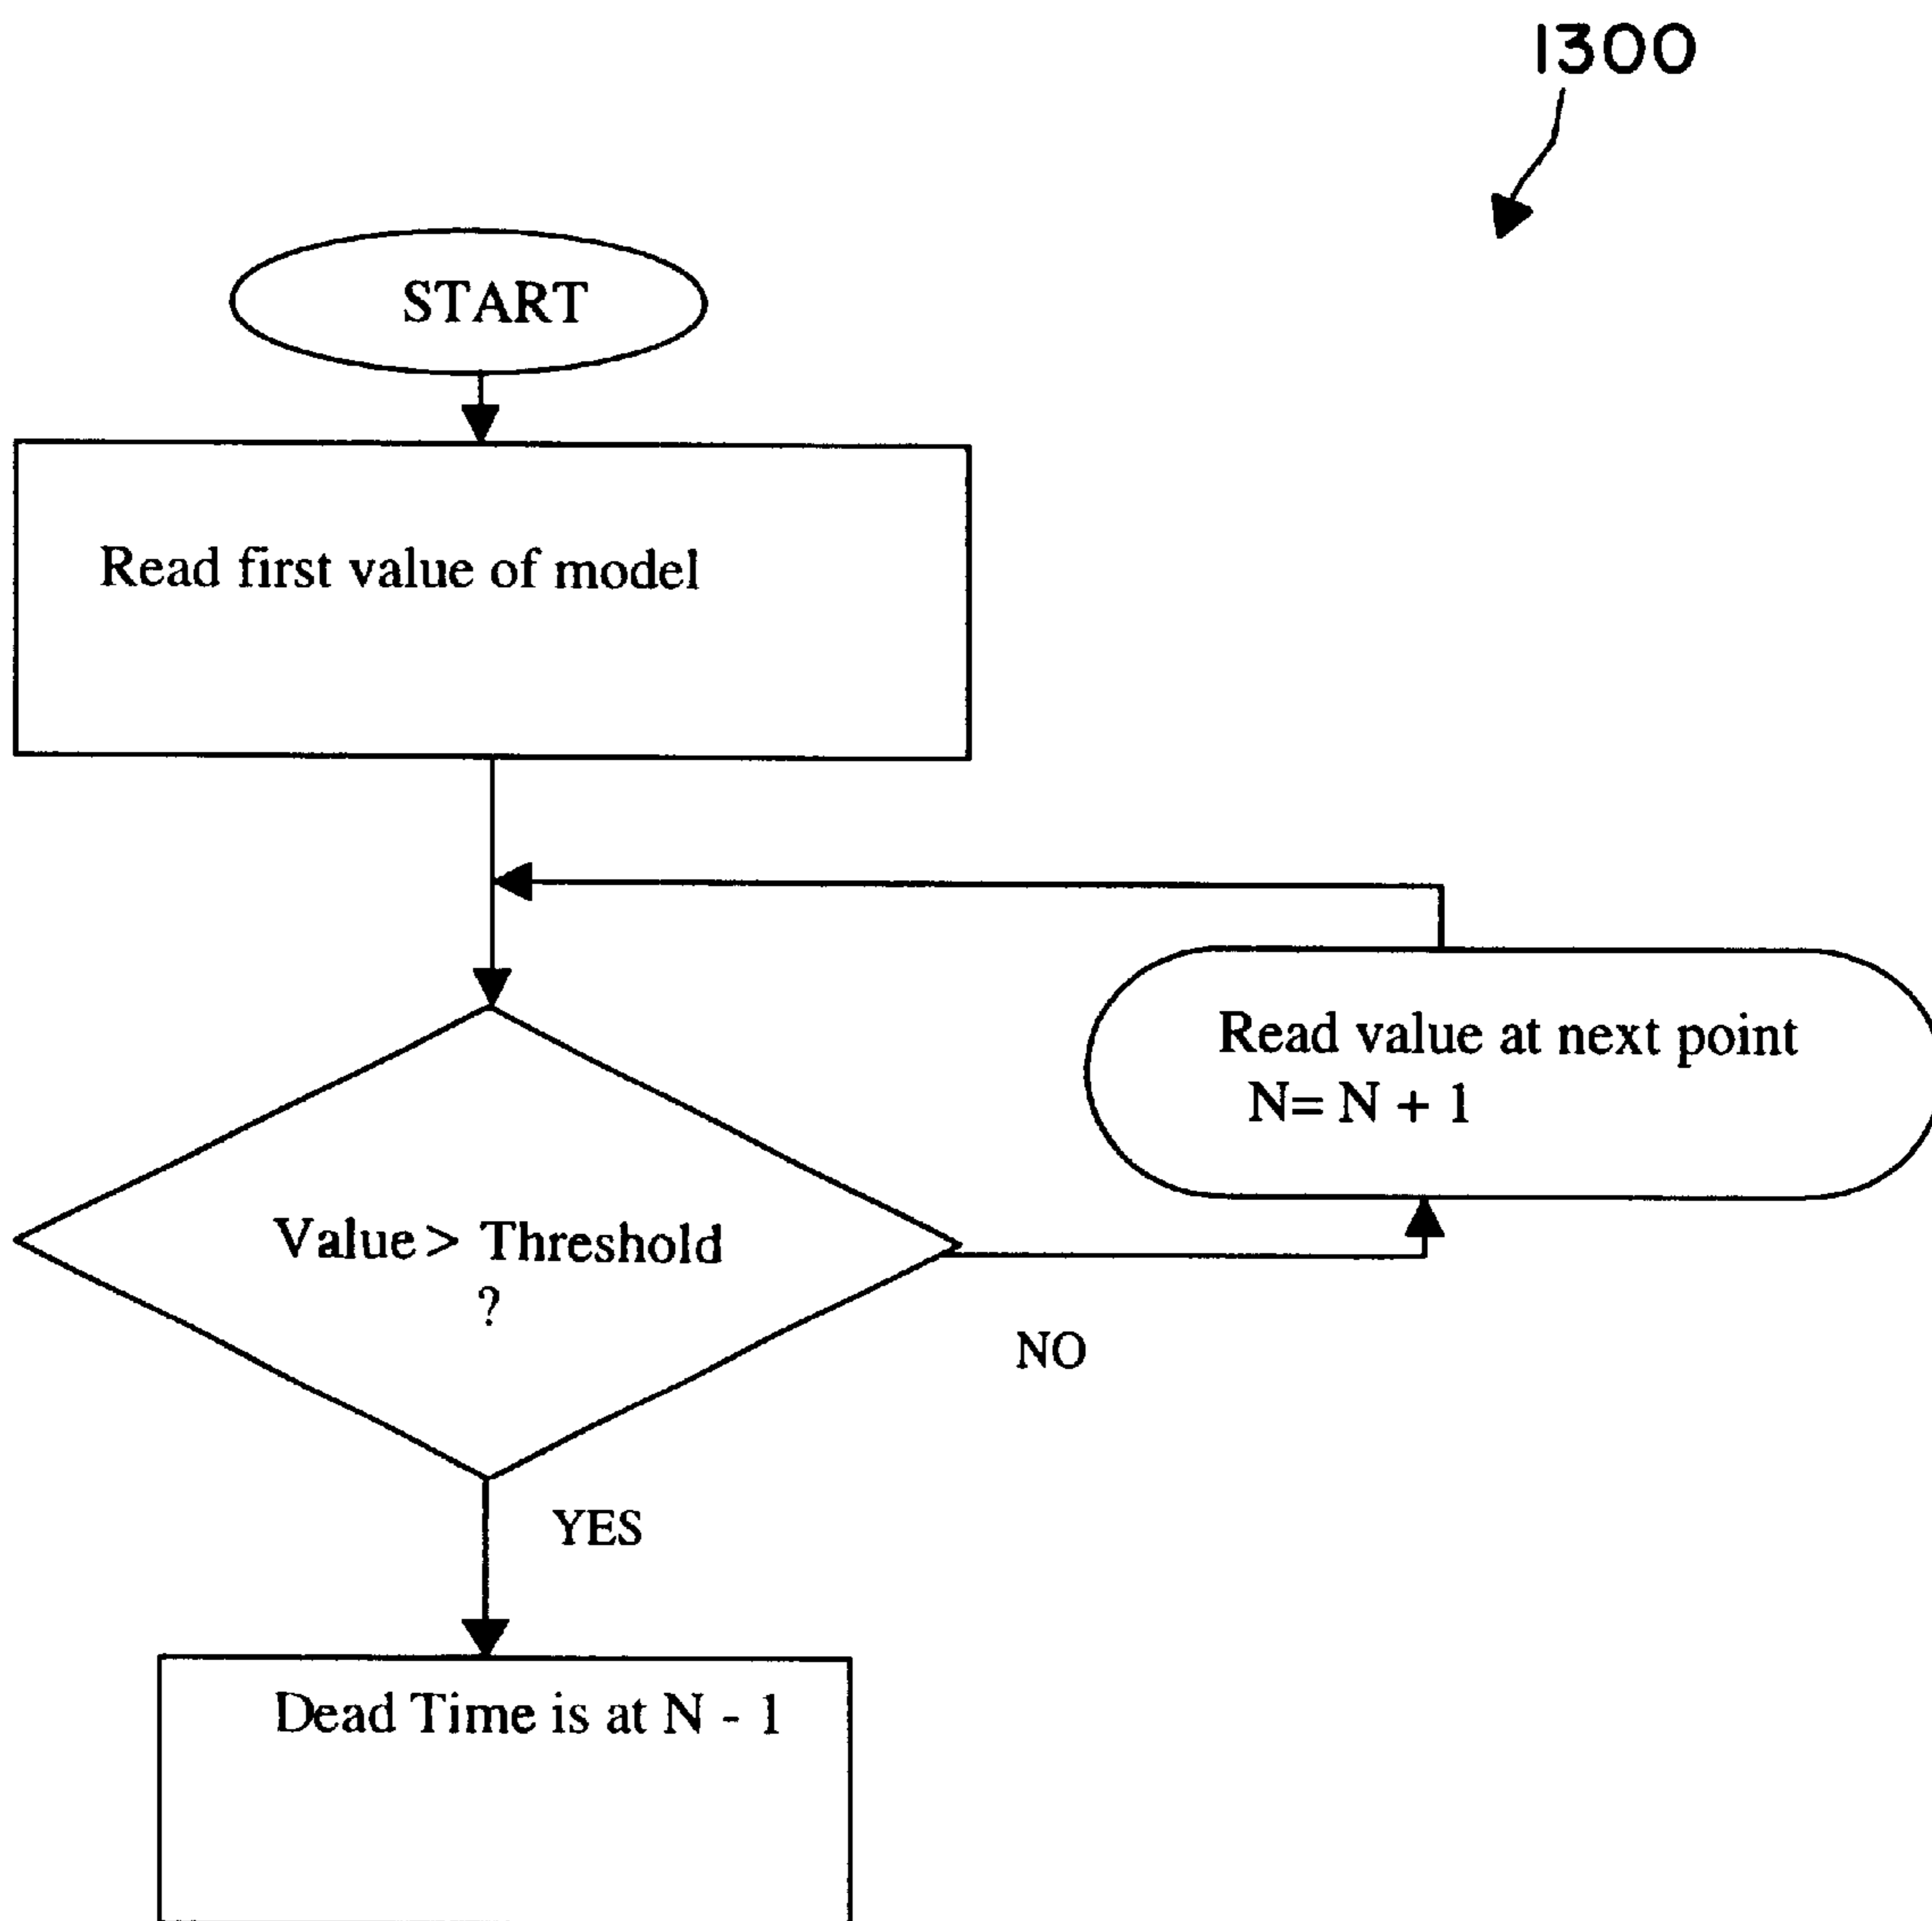 1300
START
Read first value of model
Read value at next point
N= N + 1
Value > Threshold
?
NO
YES
Dead Time is at N - 1